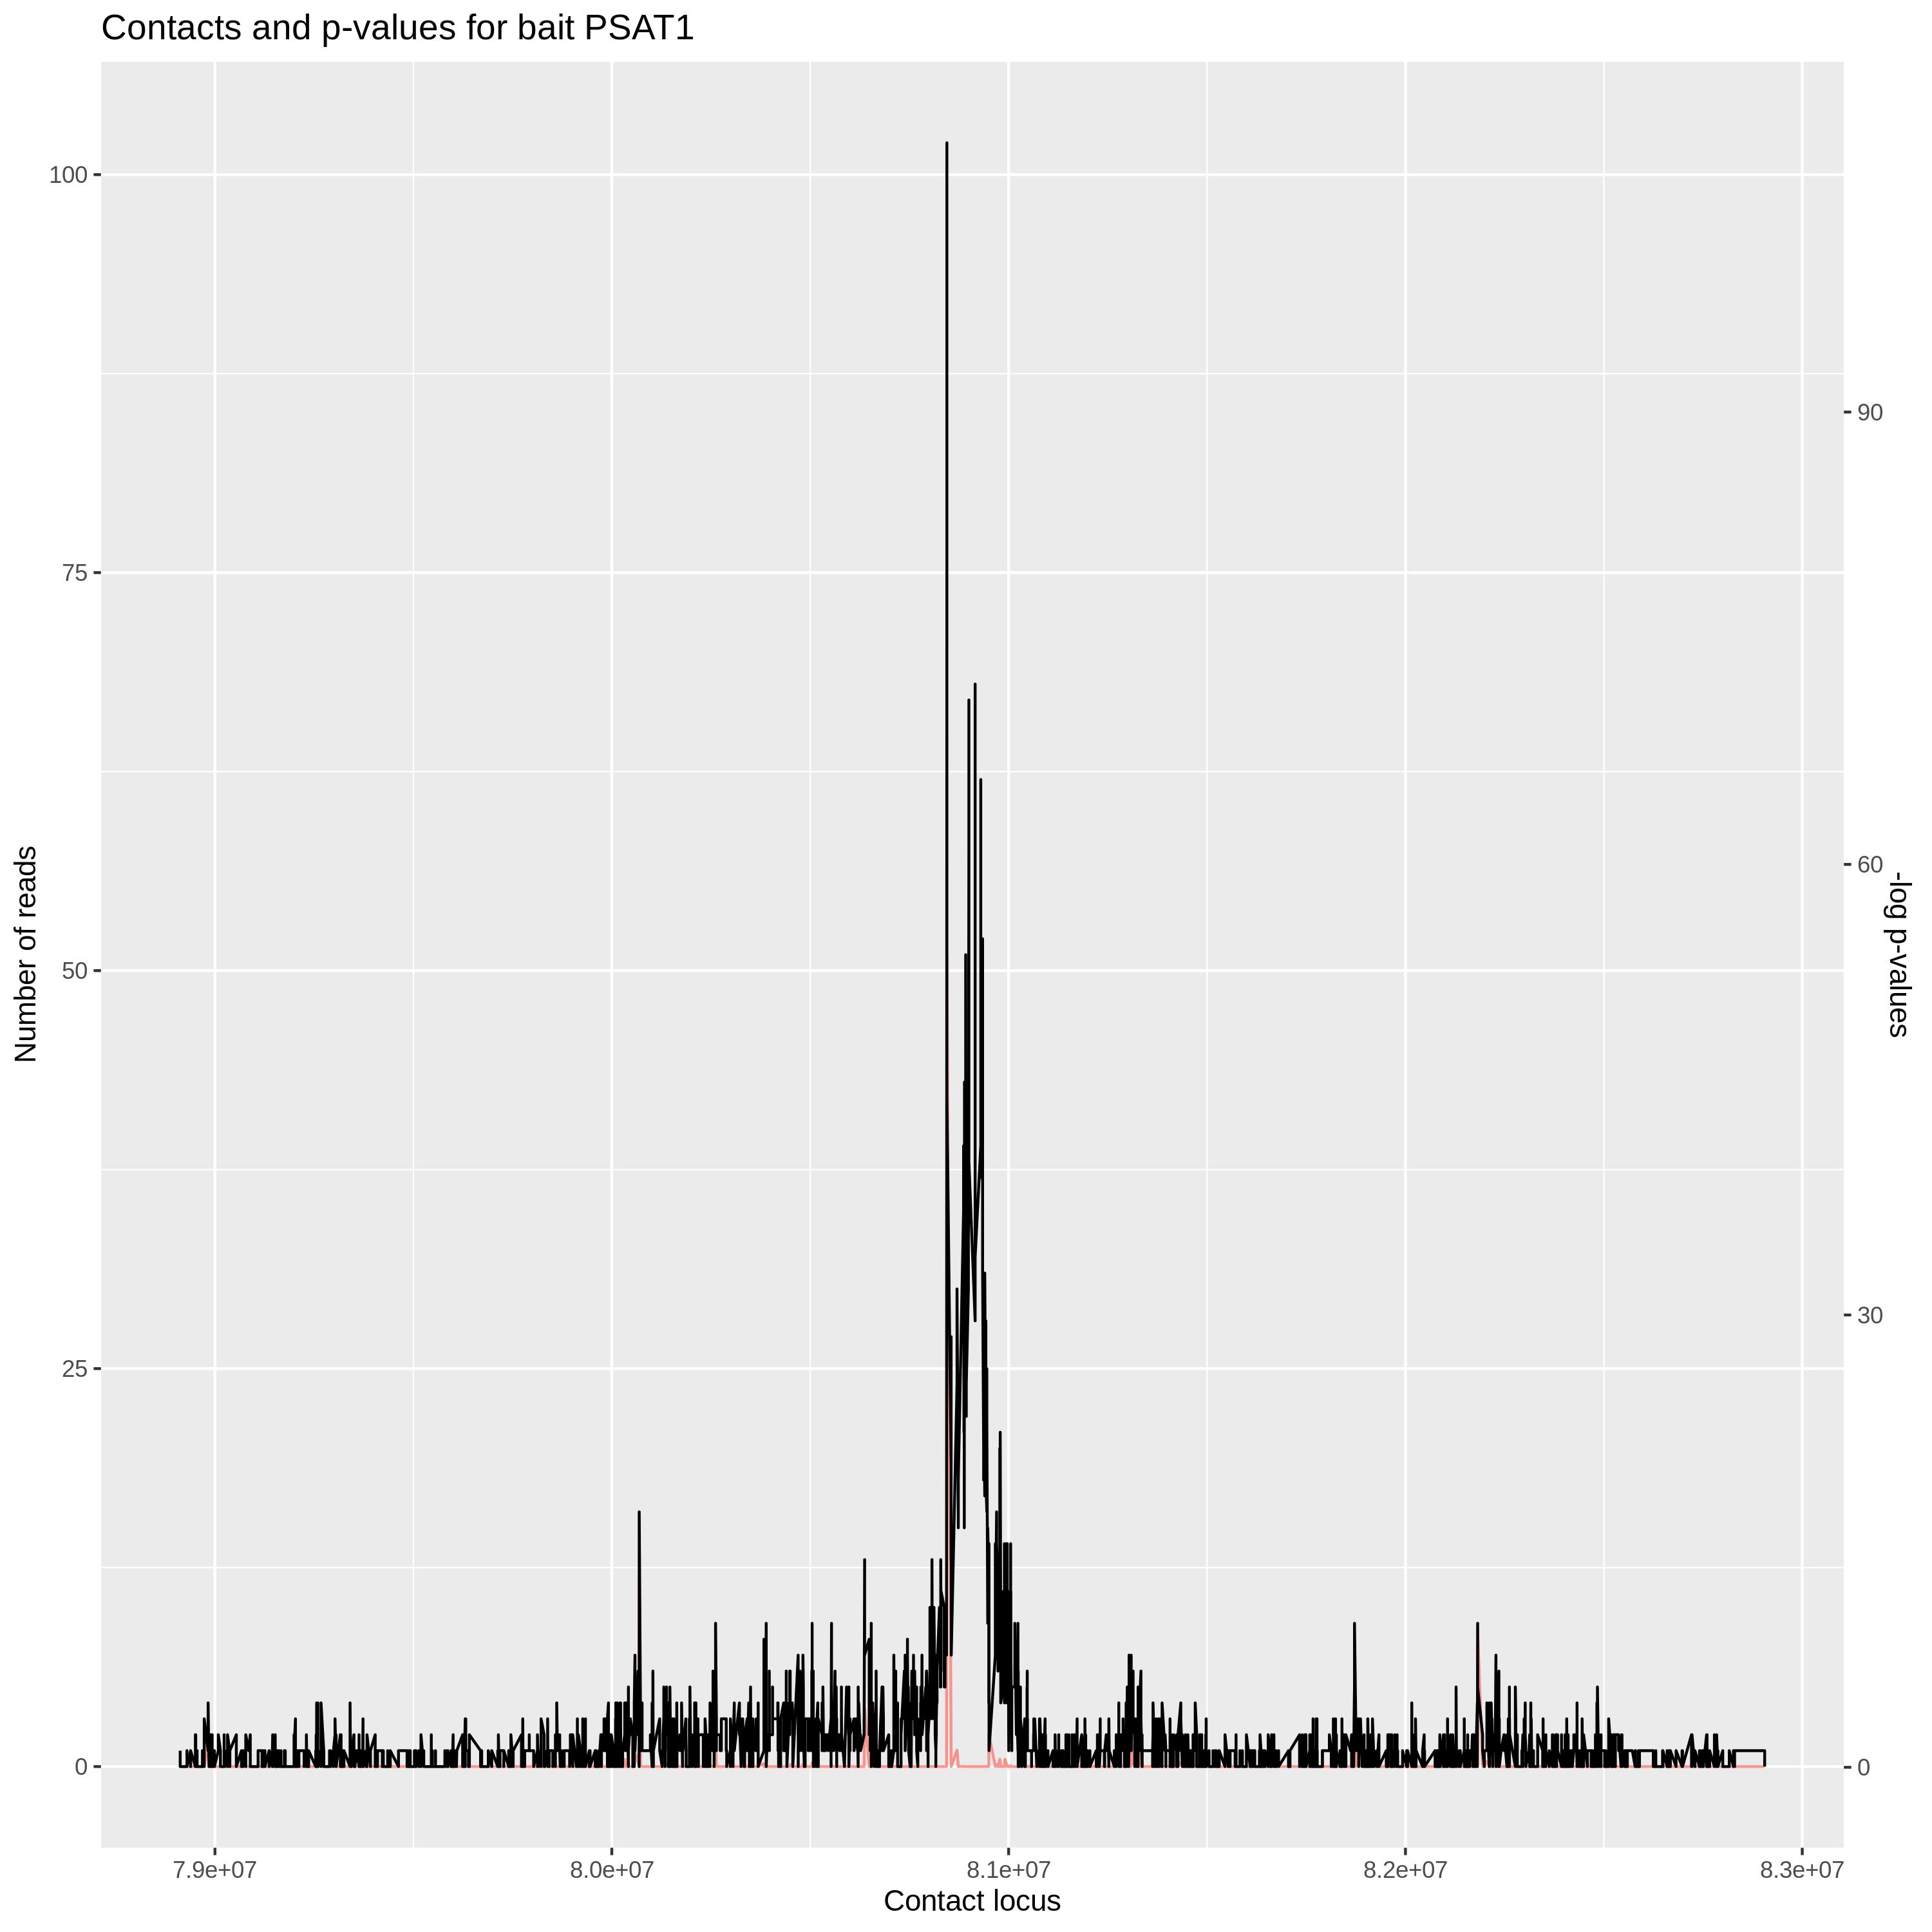 Contacts and p-values for bait PSAT1
100
75
50
25
0
Number of reads
90
60
30
0
-log p-values
7.9e+07 8.0e+07 8.1e+07 8.2e+07 8.3e+07
Contact locus